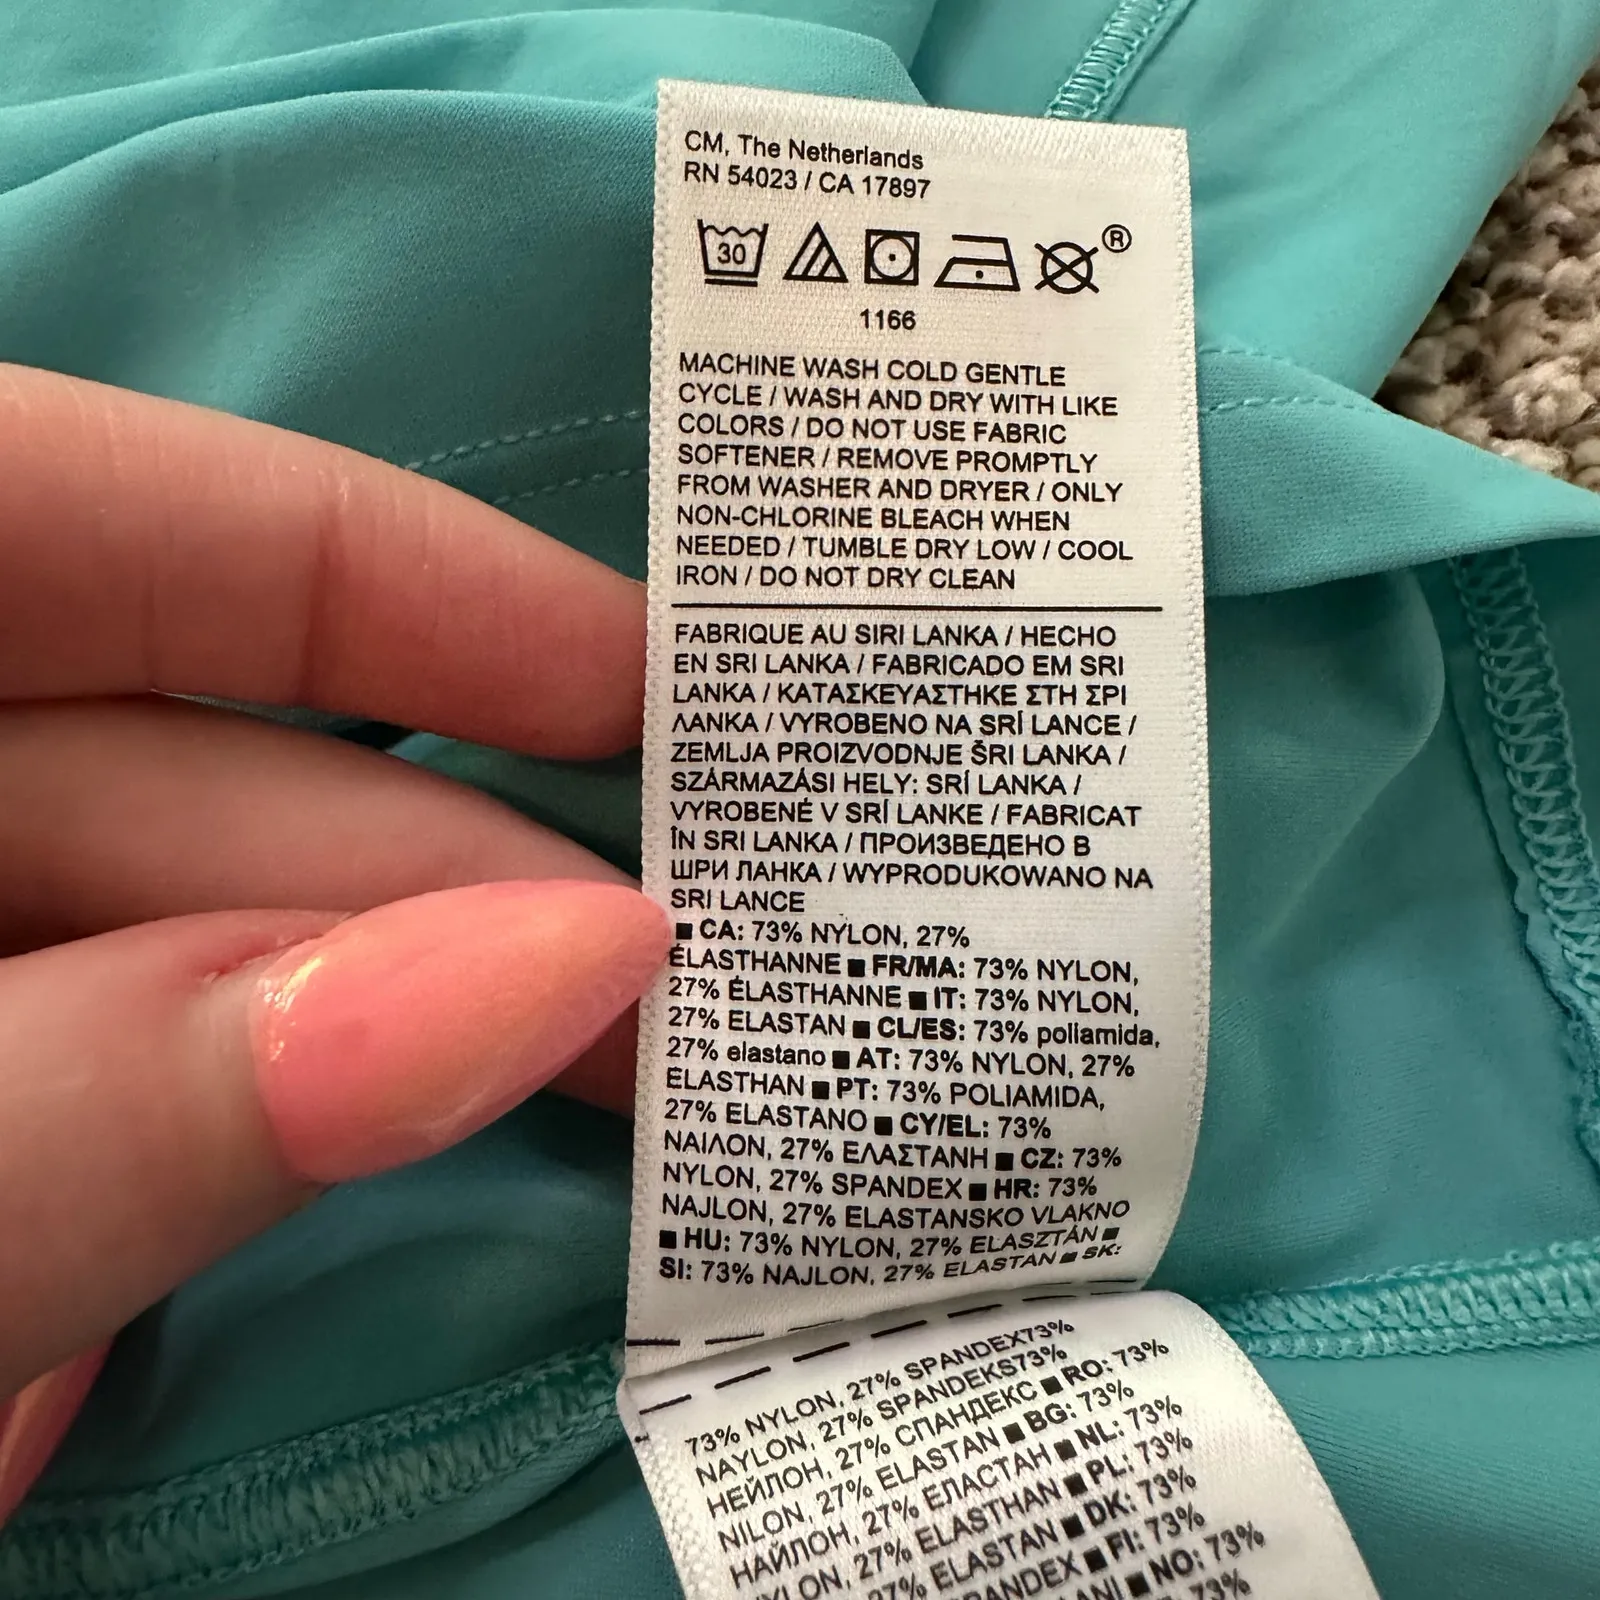 CM, The Netherlands
RN 54023 / CA 17897
30
®
1166
MACHINE WASH COLD GENTLE
CYCLE / WASH AND DRY WITH LIKE
COLORS / DO NOT USE FABRIC
SOFTENER / REMOVE PROMPTLY
FROM WASHER AND DRYER / ONLY
NON-CHLORINE BLEACH WHEN
NEEDED / TUMBLE DRY LOW / COOL
IRON / DO NOT DRY CLEAN
FABRIQUE AU SIRI LANKA / HECHO
EN SRI LANKA / FABRICADO EM SRI
LANKA / ΚΑΤΑΣΚΕΥΑΣΤΗΚΕ ΣΤΗ ΣΡΙ
ΛΑΝΚΑ / VYROBENO NA SRÍ LANCE /
ZEMLJA PROIZVODNJE ŠRI LANKA /
SZÁRMAZÁSI HELY: SRÍ LANKA /
VYROBENÉ V SRÍ LANKE / FABRICAT
ÎN SRI LANKA / ПРОИЗВЕДЕНО В
ШРИ ЛАНКА / WYPRODUKOWANO NA
SRI LANCE
■ CA: 73% NYLON, 27%
ÉLASTHANNE ■ FR/MA: 73% NYLON,
27% ÉLASTHANNE ■ IT: 73% NYLON,
27% ELASTAN ■ CL/ES: 73% poliamida,
27% elastano ■ AT: 73% NYLON, 27%
ELASTHAN ■ PT: 73% POLIAMIDA,
27% ELASTANO ■ CY/EL: 73%
ΝΑΙΛΟΝ, 27% ΕΛΑΣΤΑΝΗ ■ CZ: 73%
NYLON, 27% SPANDEX ■ HR: 73%
NAJLON, 27% ELASTANSKO VLAKNO
■ HU: 73% NYLON, 27% ELASZTÁN ■
SI: 73% NAJLON, 27% ELASTAN ■ SK:
73% NYLON, 27% SPANDEX73%
NAYLON, 27% SPANDEKS73%
НЕЙЛОН, 27% СПАНДЕКС ■ RO: 73%
NILON, 27% ELASTAN ■ BG: 73%
НАЙЛОН, 27% ЕЛАСТАН ■ NL: 73%
27% ELASTHAN ■ PL: 73%
27% ELASTAN ■ DK: 73%
■ FI: 73%
■ NO: 73%
73%